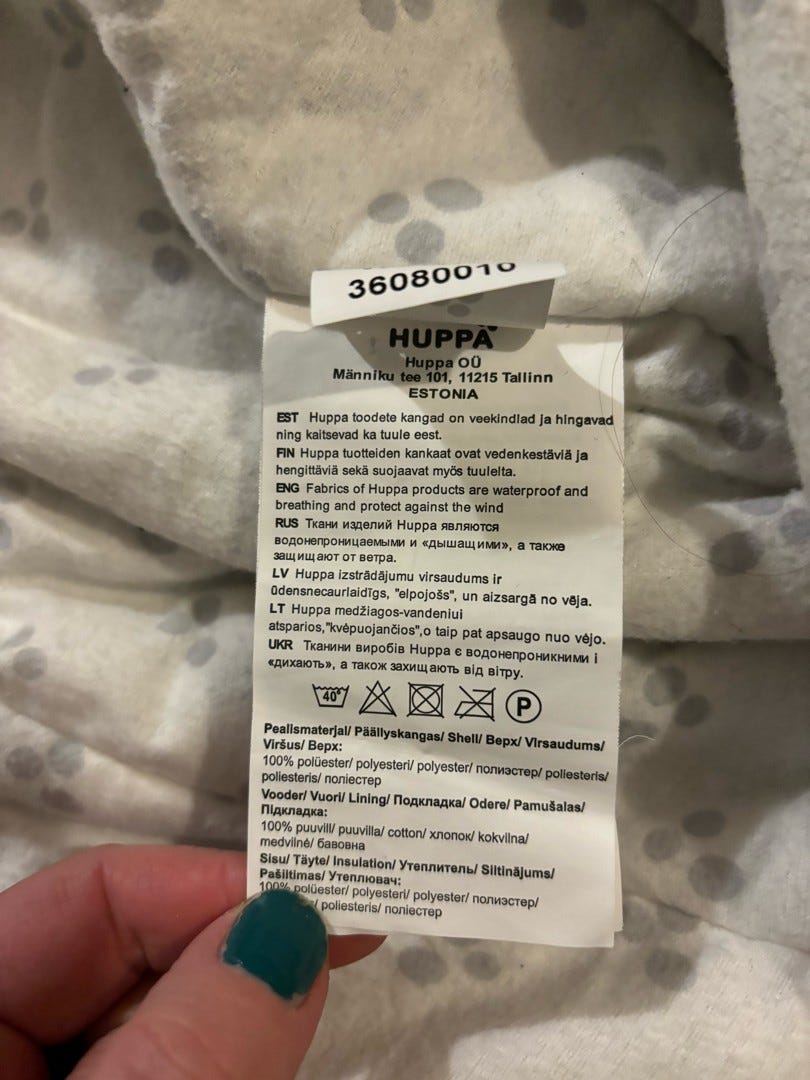 36080010
HUPPA
Huppa OÜ
Männiku tee 101, 11215 Tallinn
ESTONIA
EST Huppa toodete kangad on veekindlad ja hingavad
ning kaitsevad ka tuule eest.
FIN Huppa tuotteiden kankaat ovat vedenkestäviä ja
hengittäviä sekä suojaavat myös tuulelta.
ENG Fabrics of Huppa products are waterproof and
breathing and protect against the wind
RUS Ткани изделий Huppa являются
водонепроницаемыми и «дышащими», а также
защищают от ветра.
LV Huppa izstrādājumu virsaudums ir
ūdensnecaurlaidīgs, "elpojošs", un aizsargā no vēja.
LT Huppa medžiagos-vandeniui
atsparios,"kvėpuojančios",o taip pat apsaugo nuo vėjo.
UKR Тканини виробів Huppa є водонепроникними і
«дихають», а також захищають від вітру.
40° P
Pealismaterjal/ Päällyskangas/ Shell/ Верх/ Virsaudums/
Viršus/ Верх:
100% polüester/ polyesteri/ polyester/ полиэстер/ poliesteris/
poliesteris/ поліестер
Vooder/ Vuori/ Lining/ Подкладка/ Odere/ Pamušalas/
Підкладка:
100% puuvill/ puuvilla/ cotton/ хлопок/ kokvilna/
medvilnė/ бавовна
Sisu/ Täyte/ Insulation/ Утеплитель/ Siltinājums/
Pašiltimas/ Утеплювач:
100% polüester/ polyesteri/ polyester/ полиэстер/
/ poliesteris/ поліестер